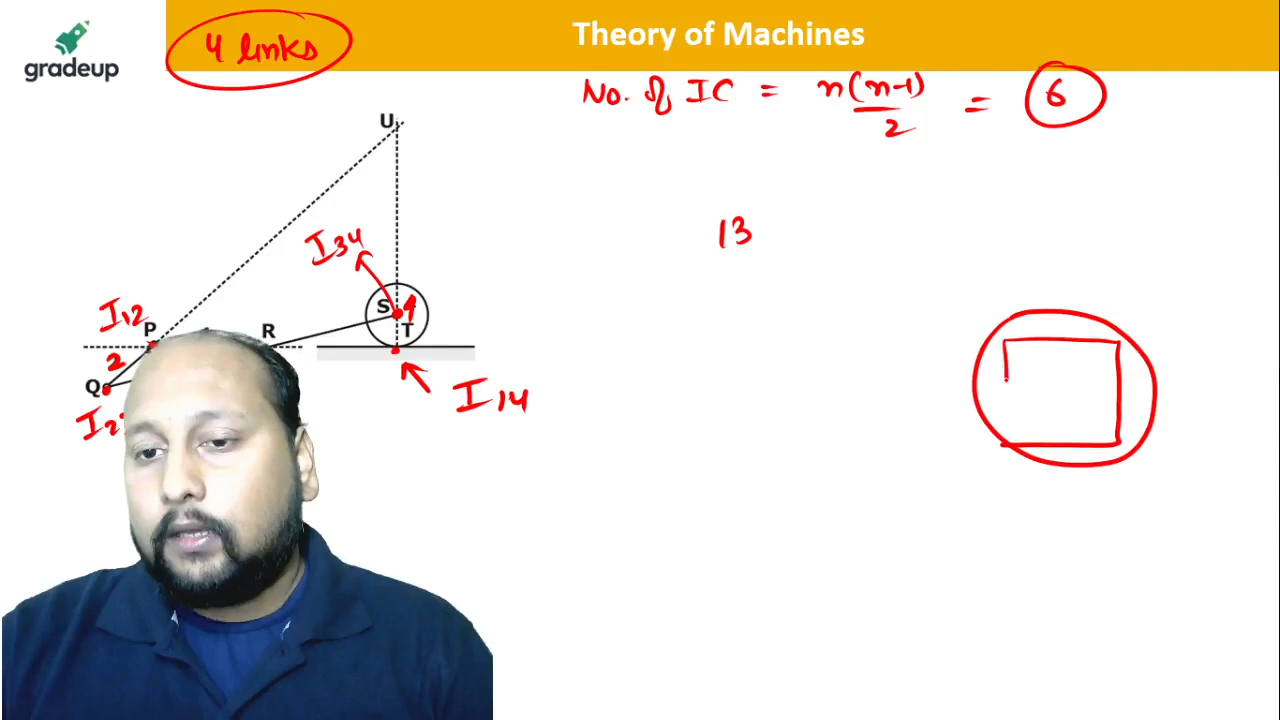 gradeup
4 links
Theory of Machines
No. of IC = n(n-1)/2 = 6
U
13
I34
I12
S 4
P
R
T
2
Q
I14